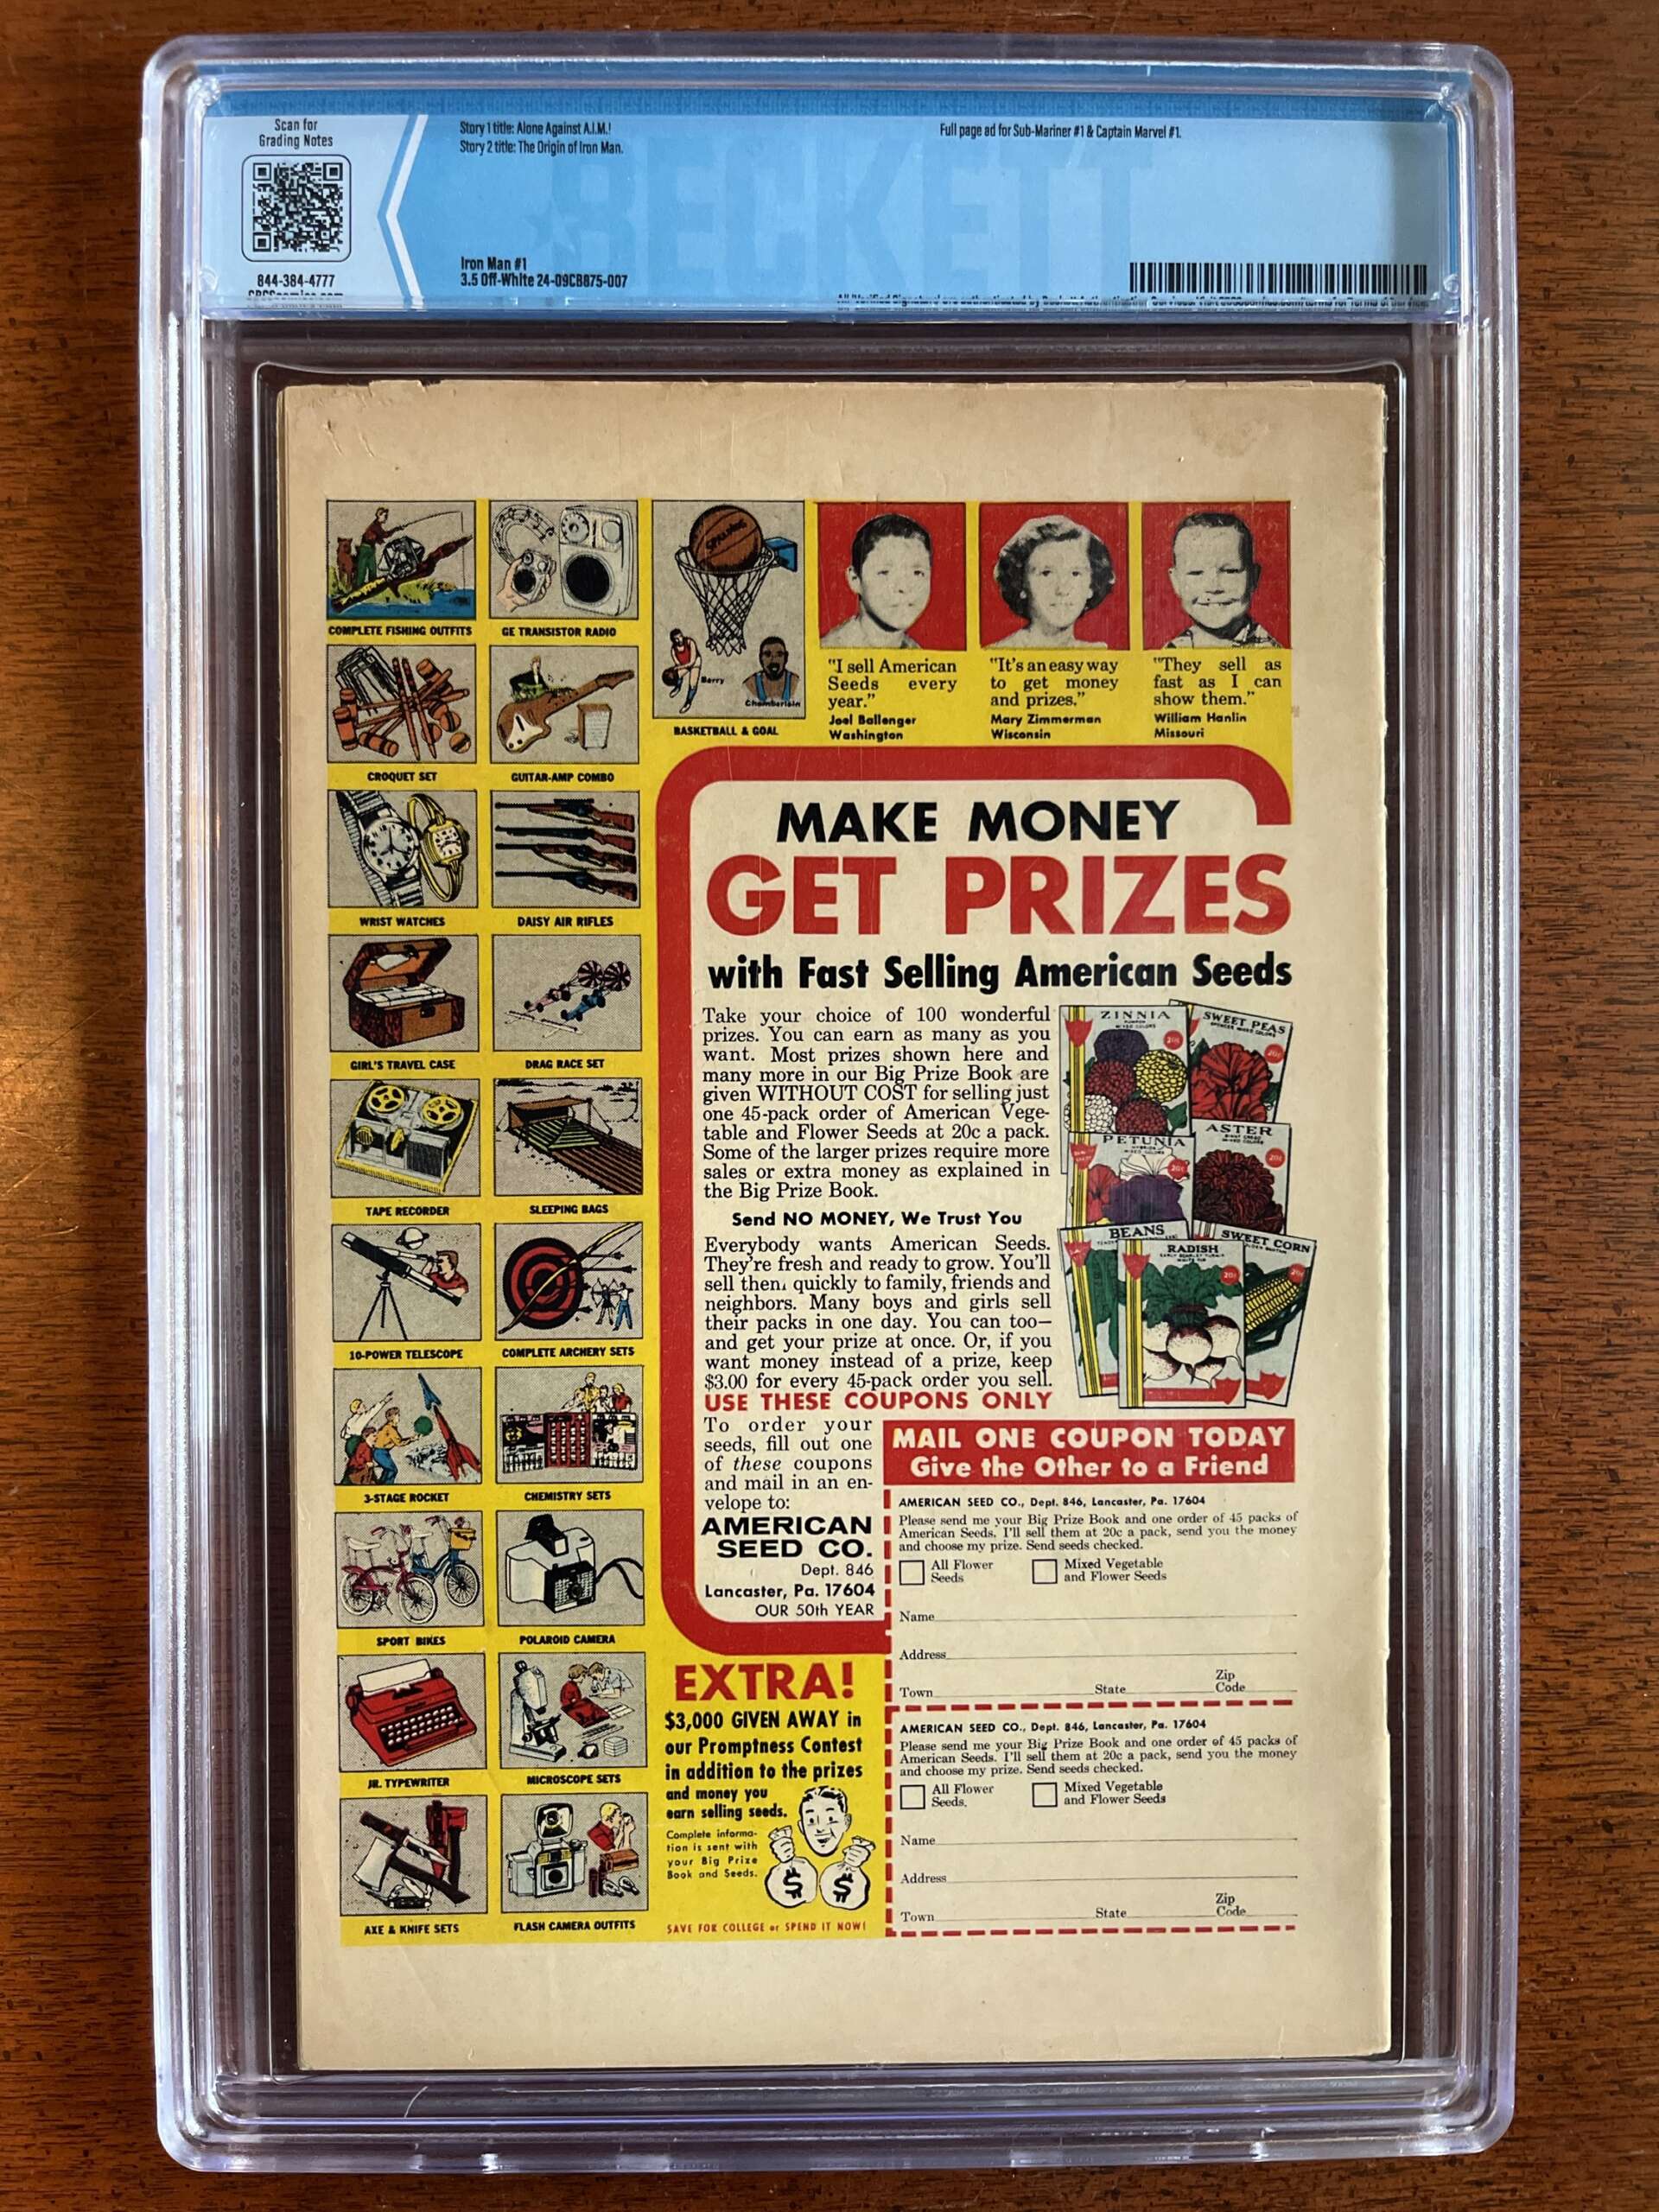 Scan for
Grading Notes
844-384-4777
CBCScomics.com
Story 1 title: Alone Against A.I.M.!
Story 2 title: The Origin of Iron Man.
Full page ad for Sub-Mariner #1 & Captain Marvel #1.
BECKETT
Iron Man #1
3.5 Off-White 24-09CB875-007
COMPLETE FISHING OUTFITS
GE TRANSISTOR RADIO
SPALDING
Barry
Chamberlain
BASKETBALL & GOAL
CROQUET SET
GUITAR-AMP COMBO
WRIST WATCHES
DAISY AIR RIFLES
GIRL'S TRAVEL CASE
DRAG RACE SET
TAPE RECORDER
SLEEPING BAGS
10-POWER TELESCOPE
COMPLETE ARCHERY SETS
3-STAGE ROCKET
CHEMISTRY SETS
SPORT BIKES
POLAROID CAMERA
JR. TYPEWRITER
MICROSCOPE SETS
AXE & KNIFE SETS
FLASH CAMERA OUTFITS
"I sell American
Seeds every
year."
Joel Ballenger
Washington
"It's an easy way
to get money
and prizes."
Mary Zimmerman
Wisconsin
"They sell as
fast as I can
show them."
William Hanlin
Missouri
MAKE MONEY
GET PRIZES
with Fast Selling American Seeds
Take your choice of 100 wonderful
prizes. You can earn as many as you
want. Most prizes shown here and
many more in our Big Prize Book are
given WITHOUT COST for selling just
one 45-pack order of American Vege-
table and Flower Seeds at 20c a pack.
Some of the larger prizes require more
sales or extra money as explained in
the Big Prize Book.
Send NO MONEY, We Trust You
Everybody wants American Seeds.
They're fresh and ready to grow. You'll
sell them quickly to family, friends and
neighbors. Many boys and girls sell
their packs in one day. You can too—
and get your prize at once. Or, if you
want money instead of a prize, keep
$3.00 for every 45-pack order you sell.
USE THESE COUPONS ONLY
To order your
seeds, fill out one
of these coupons
and mail in an en-
velope to:
AMERICAN
SEED CO.
Dept. 846
Lancaster, Pa. 17604
OUR 50th YEAR
ZINNIA
MIXED COLORS
20¢
SWEET PEAS
20¢
PETUNIA
20¢
ASTER
MIXED COLORS
20¢
BEANS
RADISH
20¢
SWEET CORN
20¢
MAIL ONE COUPON TODAY
Give the Other to a Friend
AMERICAN SEED CO., Dept. 846, Lancaster, Pa. 17604
Please send me your Big Prize Book and one order of 45 packs of
American Seeds. I'll sell them at 20c a pack, send you the money
and choose my prize. Send seeds checked.
All Flower
Seeds
Mixed Vegetable
and Flower Seeds
Name
Address
Town
State
Zip
Code
AMERICAN SEED CO., Dept. 846, Lancaster, Pa. 17604
Please send me your Big Prize Book and one order of 45 packs of
American Seeds. I'll sell them at 20c a pack, send you the money
and choose my prize. Send seeds checked.
All Flower
Seeds.
Mixed Vegetable
and Flower Seeds
Name
Address
Town
State
Zip
Code
EXTRA!
$3,000 GIVEN AWAY in
our Promptness Contest
in addition to the prizes
and money you
earn selling seeds.
Complete informa-
tion is sent with
your Big Prize
Book and Seeds.
$ $
SAVE FOR COLLEGE or SPEND IT NOW!